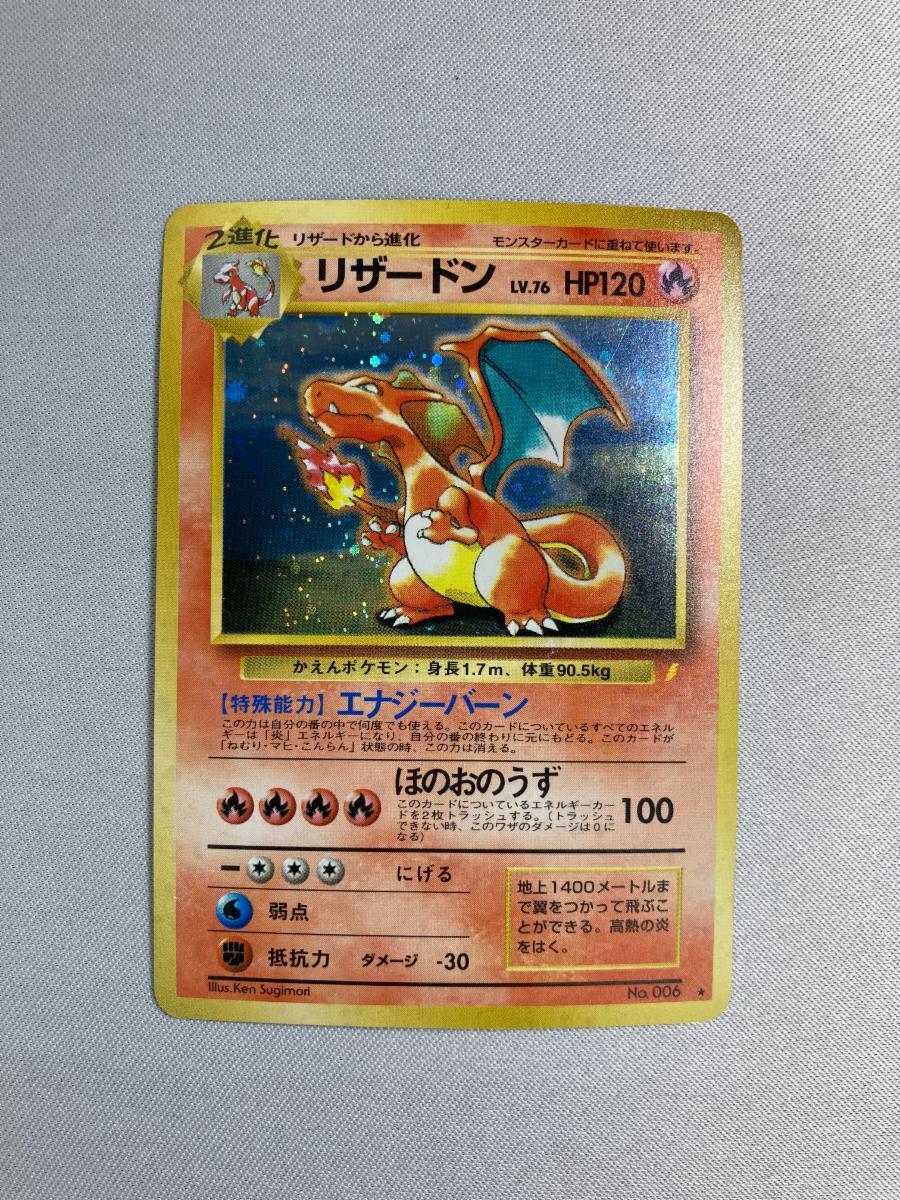 2進化 リザードから進化 モンスターカードに重ねて使います。
リザードン LV.76 HP120
かえんポケモン：身長1.7m、体重90.5kg
【特殊能力】エナジーバーン
この力は自分の番の中で何度でも使える。このカードについているすべてのエネル
ギーは「炎」エネルギーになり、自分の番の終わりに元にもどる。このカードが
「ねむり・マヒ・こんらん」状態の時、この力は消える。
ほのおのうず
このカードについているエネルギーカー
ドを2枚トラッシュする。（トラッシュ
できない時、このワザのダメージは0に
なる）
100
ー にげる
弱点
抵抗力 ダメージ -30
地上1400メートルま
で翼をつかって飛ぶこ
とができる。高熱の炎
をはく。
Illus.Ken Sugimori
No. 006 ★